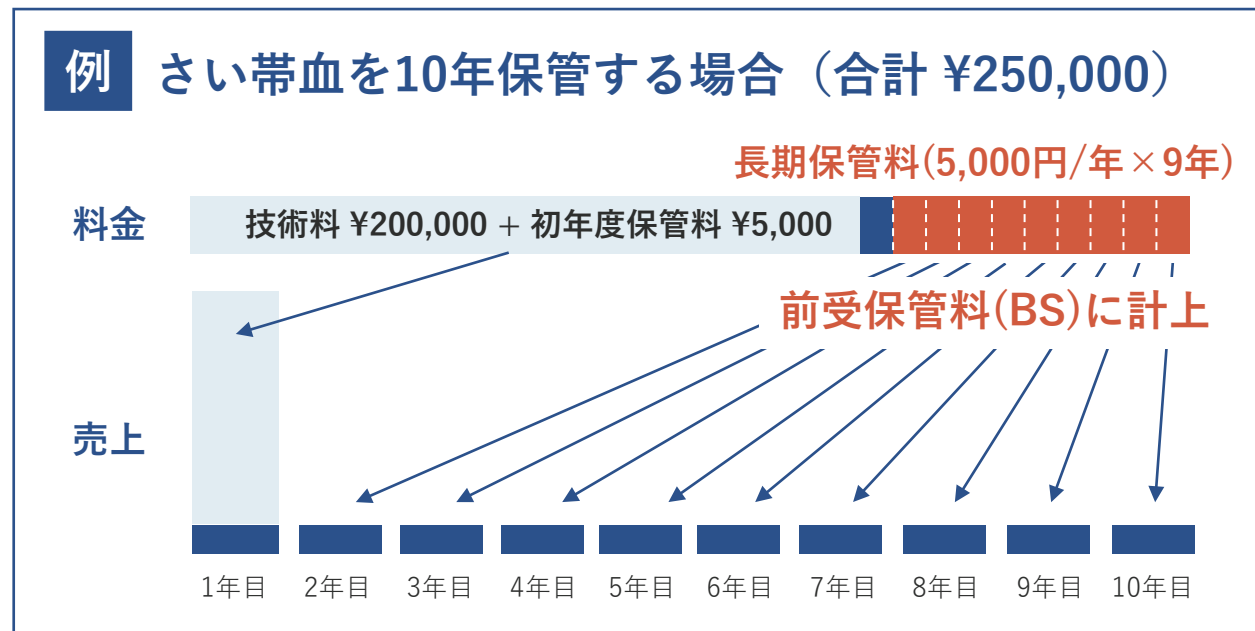 例 さい帯血を10年保管する場合（合計 ¥250,000）
長期保管料(5,000円/年×9年)
料金
技術料 ¥200,000 + 初年度保管料 ¥5,000
前受保管料(BS)に計上
売上
1年目 2年目 3年目 4年目 5年目 6年目 7年目 8年目 9年目 10年目